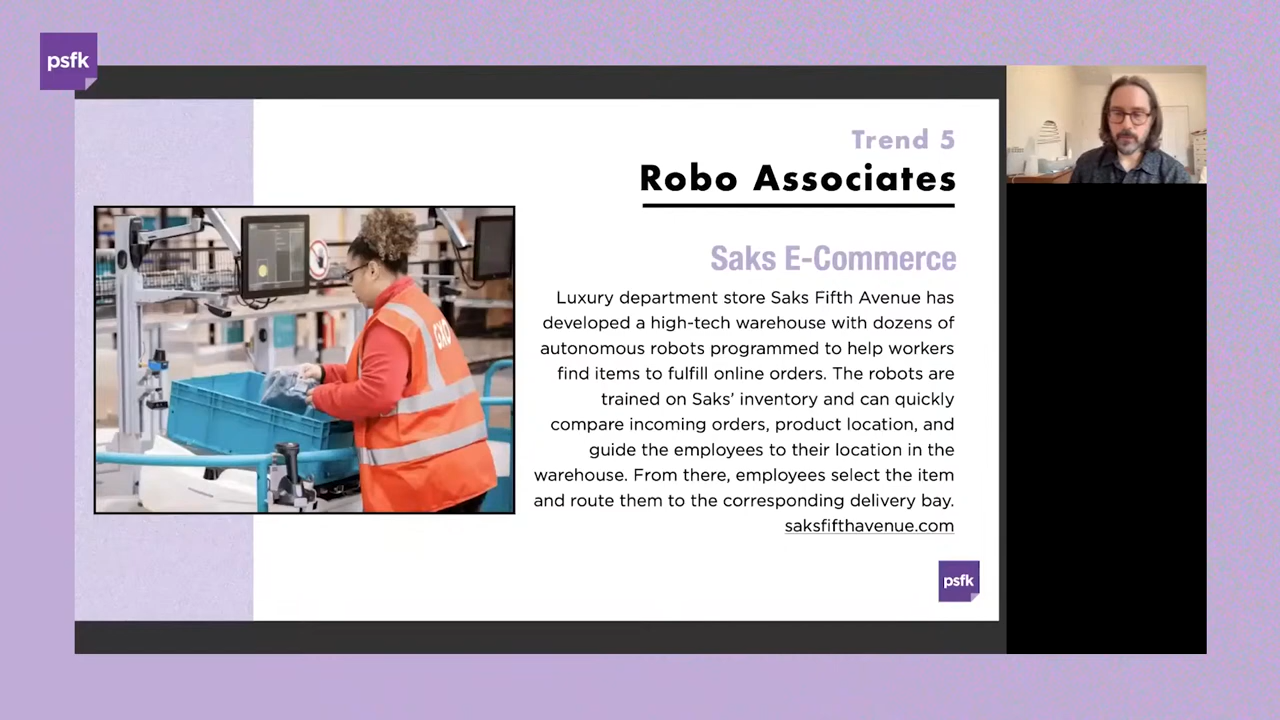 psfk
Trend 5
Robo Associates
Saks E-Commerce
Luxury department store Saks Fifth Avenue has
developed a high-tech warehouse with dozens of
autonomous robots programmed to help workers
find items to fulfill online orders. The robots are
trained on Saks’ inventory and can quickly
compare incoming orders, product location, and
guide the employees to their location in the
warehouse. From there, employees select the item
and route them to the corresponding delivery bay.
saksfifthavenue.com
GXO
psfk